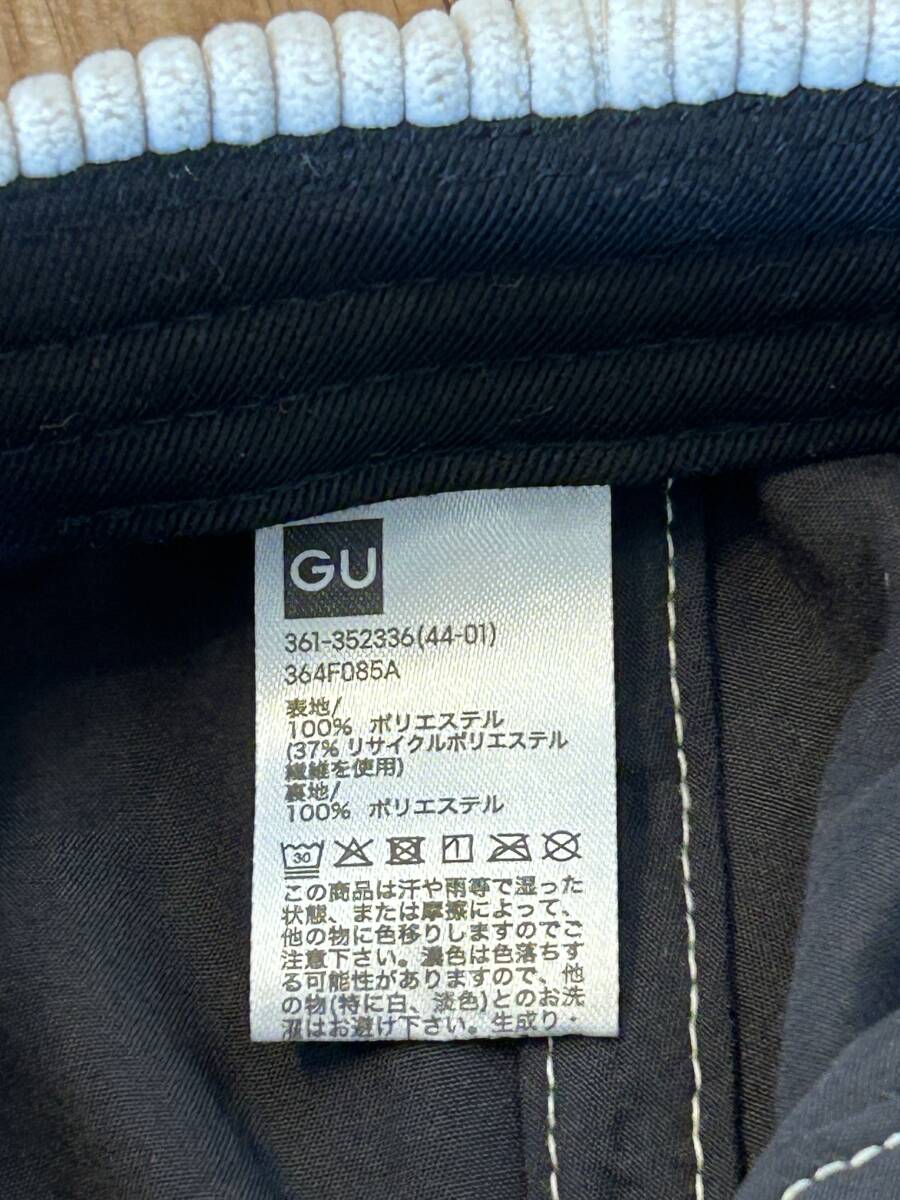 GU
361-352336(44-01)
364F085A
表地/
100% ポリエステル
(37% リサイクルポリエステル
繊維を使用)
裏地/
100% ポリエステル
30
1
この商品は汗や雨等で湿った
状態、または摩擦によって、
他の物に色移りしますのでご
注意下さい。濃色は色落ちす
る可能性がありますので、他
の物(特に白、淡色)とのお洗
濯はお避け下さい。生成り・